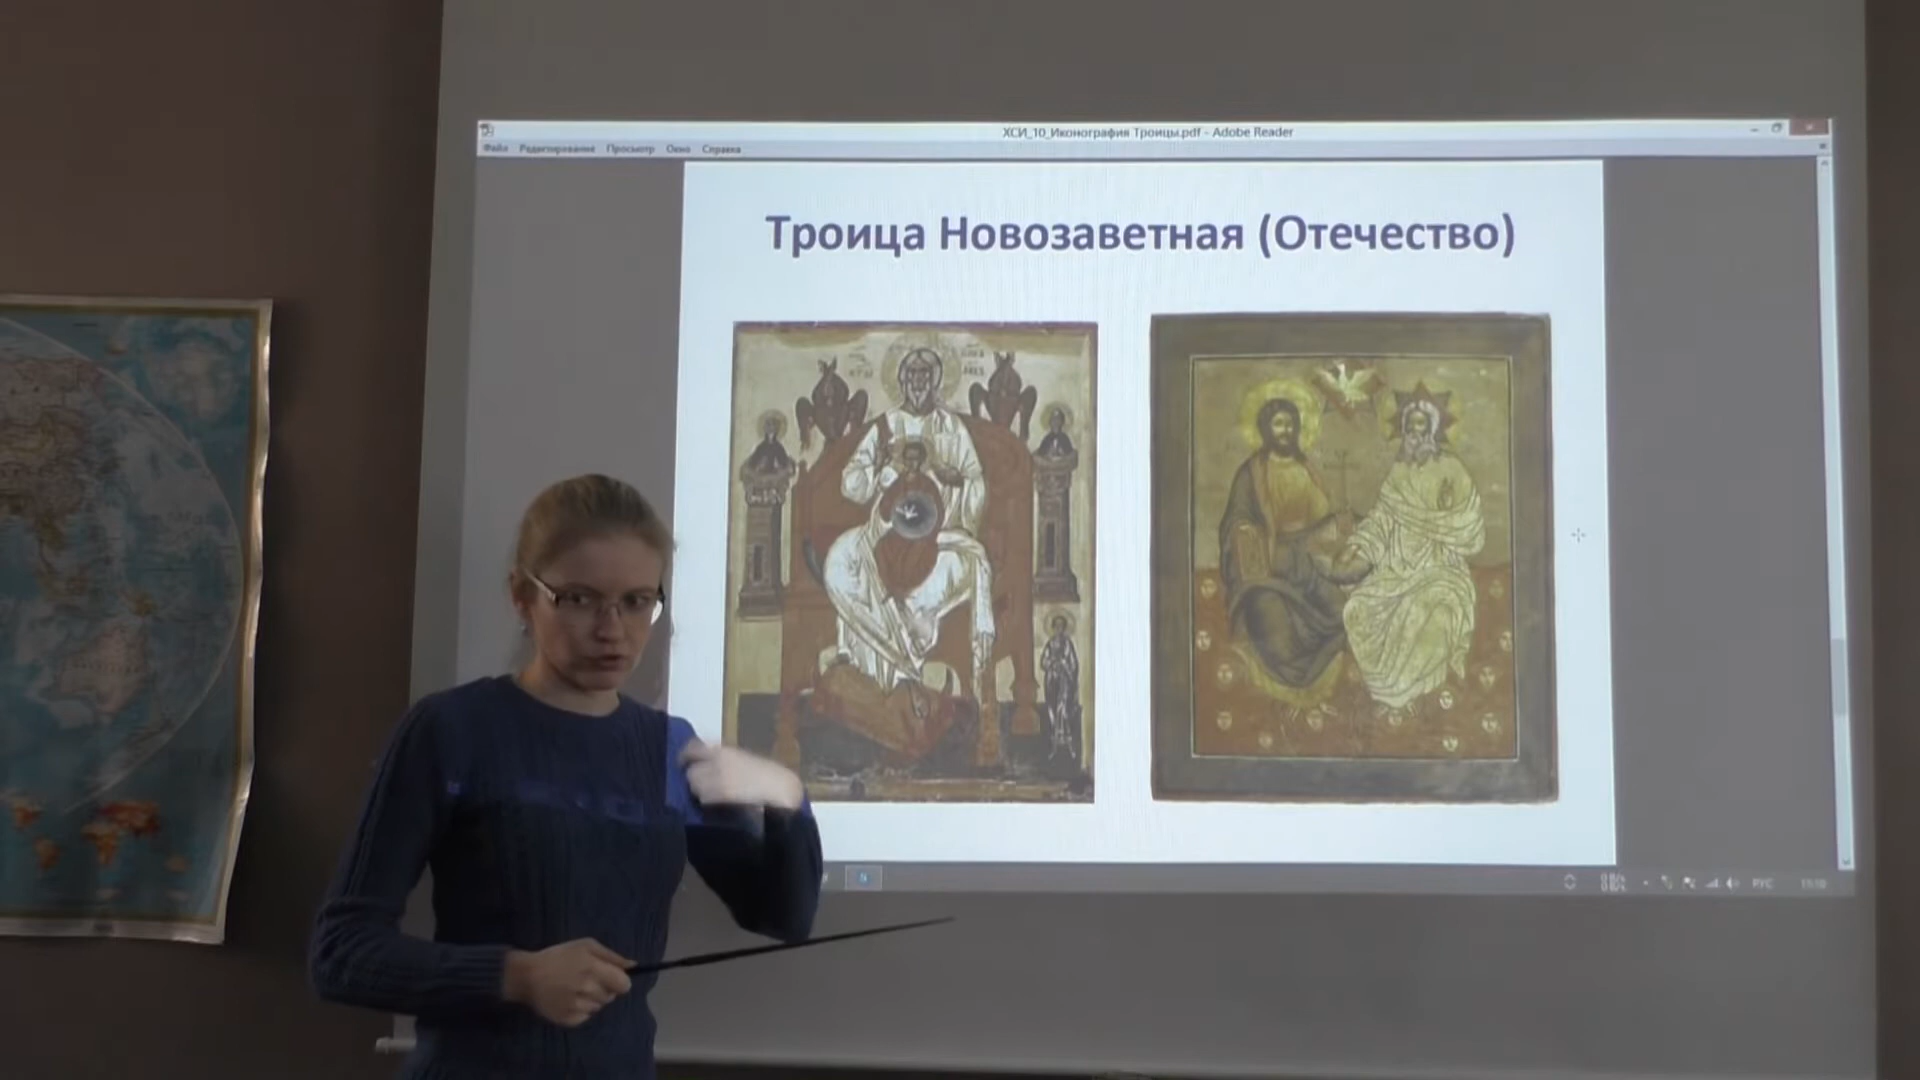 ХСИ_10_Иконография Троицы.pdf - Adobe Reader
Файл Редактирование Просмотр Окно Справка
Троица Новозаветная (Отечество)
РУС